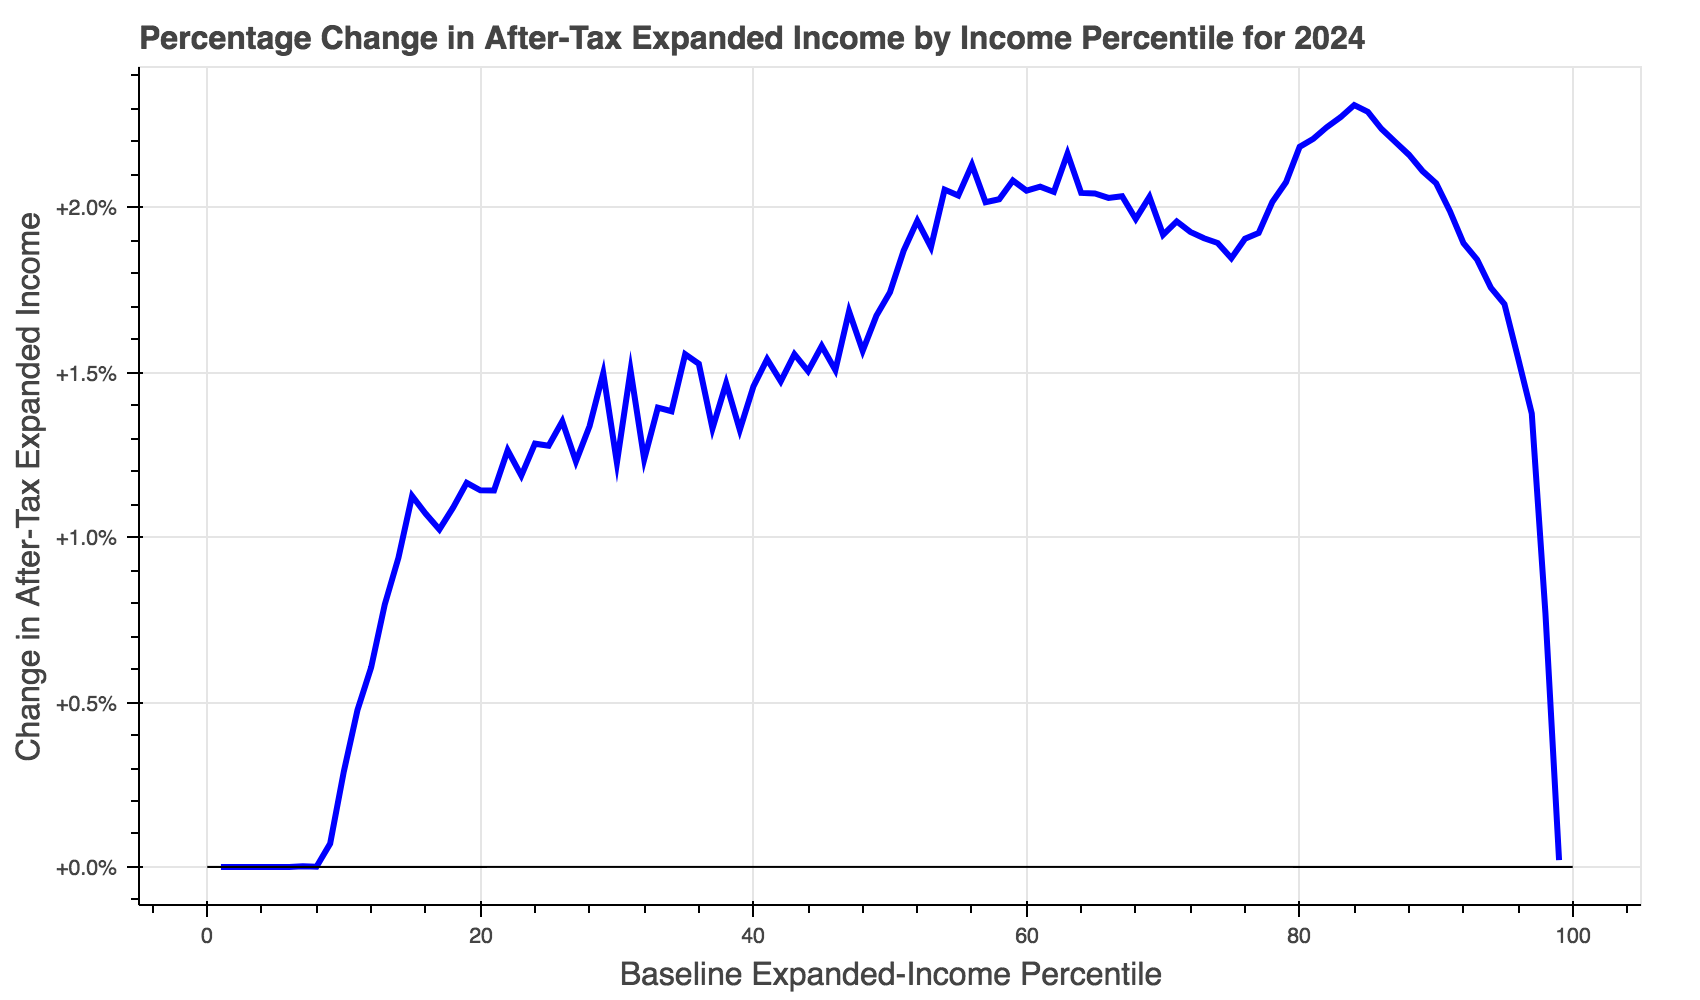 Percentage Change in After-Tax Expanded Income by Income Percentile for 2024
Change in After-Tax Expanded Income
+2.0%
+1.5%
+1.0%
+0.5%
+0.0%
0 20 40 60 80 100
Baseline Expanded-Income Percentile